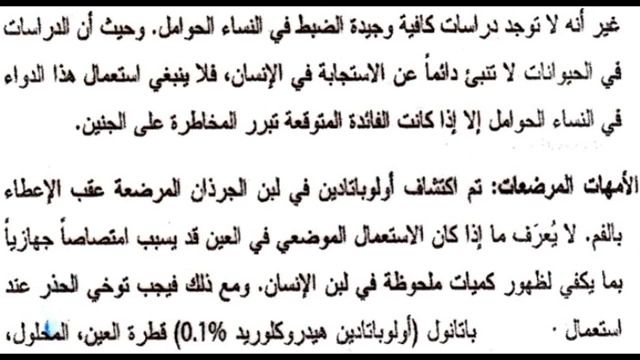 غير أنه لا توجد دراسات كافية وجيدة الضبط في النساء الحوامل. وحيث أن الدراسات
في الحيوانات لا تنبئ دائماً عن الاستجابة في الإنسان، فلا ينبغي استعمال هذا الدواء
في النساء الحوامل إلا إذا كانت الفائدة المتوقعة تبرر المخاطرة على الجنين.
الأمهات المرضعات: تم اكتشاف أولوباتادين في لبن الجرذان المرضعة عقب الإعطاء
بالفم. لا يُعرَف ما إذا كان الاستعمال الموضعي في العين قد يسبب امتصاصاً جهازياً
بما يكفي لظهور كميات ملحوظة في لبن الإنسان. ومع ذلك فيجب توخي الحذر عند
استعمال باتانول (أولوباتادين هيدروكلوريد 0.1%) قطرة العين، المحلول،